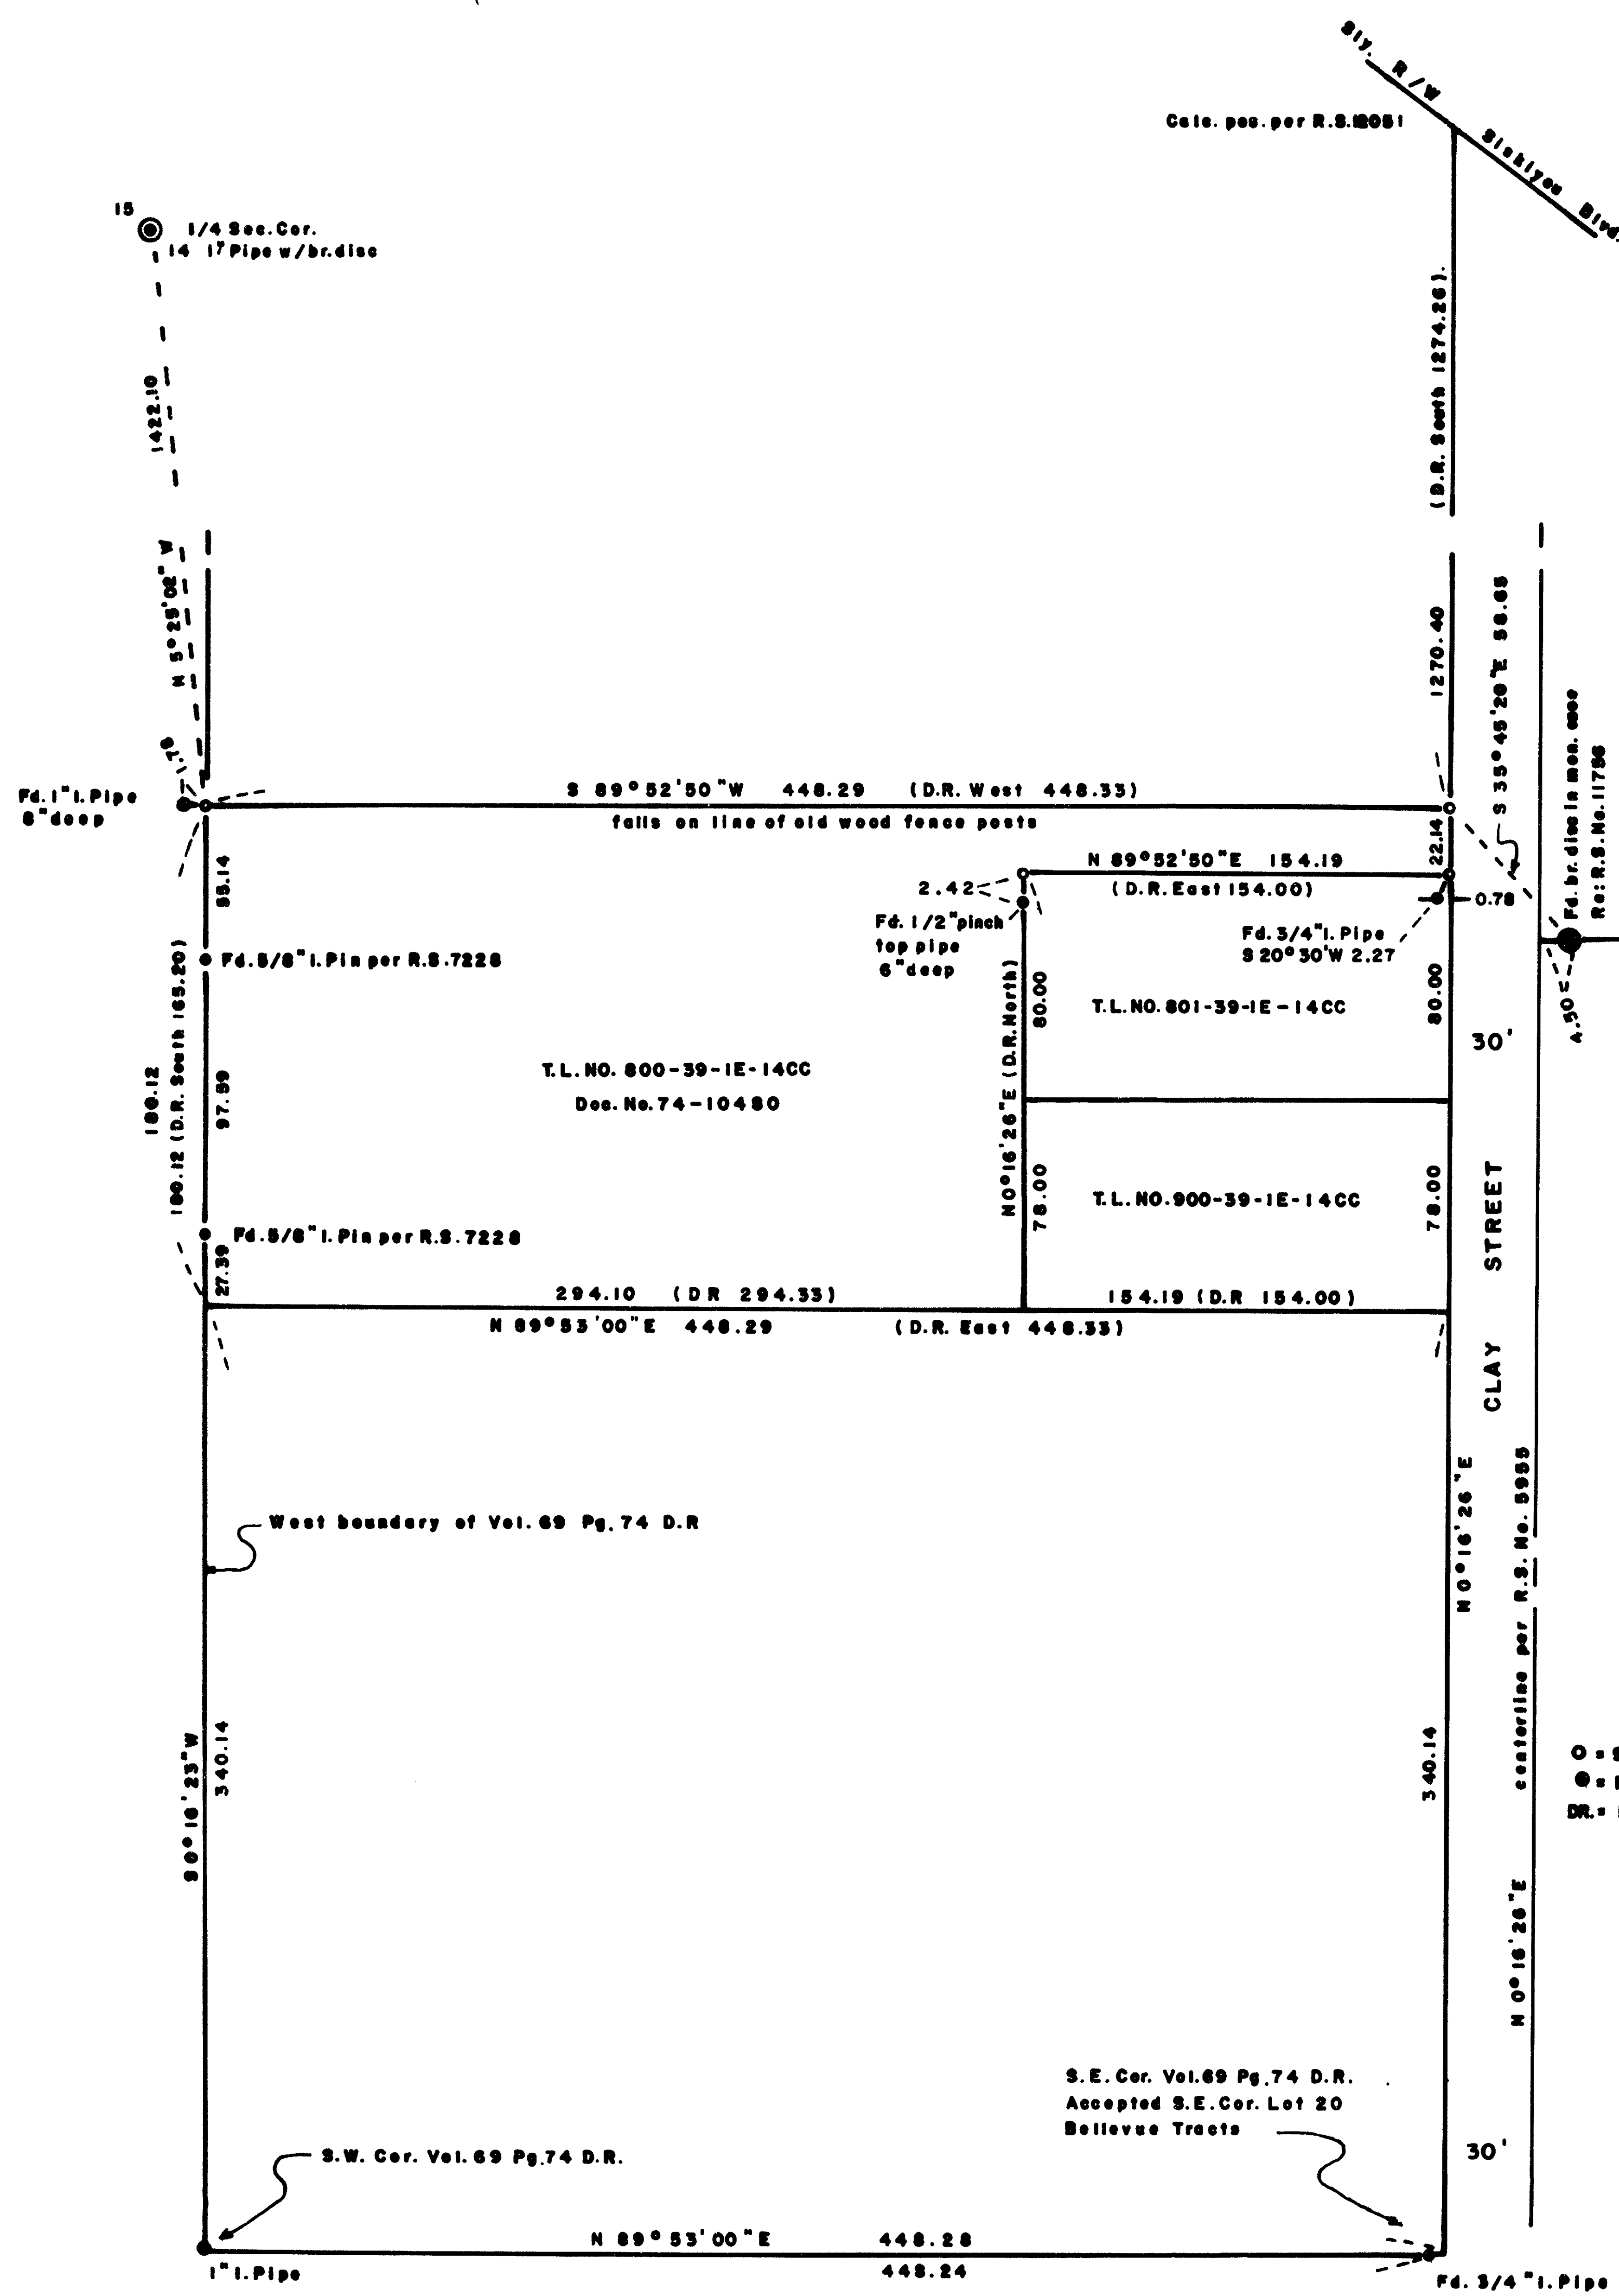 Sly. R/W
Siskiyou Blvd.
Calc. pos. per R.S.12051
15
1/4 Sec. Cor.
14 1" Pipe w/br.disc
1422.10
N 5°25'02" W
(D.R. South 1274.26).
1270.40
S 35°45'20"E 58.65
Fd. br. disc in mon. case
Re: R.S. No. 11756
4.50
1.78
Fd. 1" I. Pipe
8" deep
S 89°52'50"W 448.29 (D.R. West 448.33)
falls on line of old wood fence posts
22.14
N 89°52'50"E 154.19
(D.R. East 154.00)
2.42
Fd. 1/2" pinch
top pipe
6" deep
0.78
Fd. 3/4" I. Pipe
S 20°30'W 2.27
55.14
Fd. 5/8" I. Pin per R.S. 7228
180.12
180.12 (D.R. South 165.20)
97.59
T.L. NO. 800-39-1E-14CC
Doc. No. 74-10480
N0°16'26"E (D.R. North)
80.00
T.L. NO. 801-39-1E-14CC
80.00
30'
78.00
T.L. NO. 900-39-1E-14CC
78.00
CLAY STREET
Fd. 5/8" I. Pin per R.S. 7228
27.39
294.10 (DR 294.33)
154.19 (D.R 154.00)
N 89°53'00"E 448.29 (D.R. East 448.33)
West boundary of Vol. 69 Pg. 74 D.R
N 0°16'26"E
centerline per R.S. No. 5955
S 0°16'23"W
340.14
340.14
N 0°16'26"E
O =
● =
DR. =
S.E. Cor. Vol. 69 Pg. 74 D.R.
Accepted S.E. Cor. Lot 20
Bellevue Tracts
30'
S.W. Cor. Vol. 69 Pg. 74 D.R.
N 89°53'00"E 448.28
448.24
1" I. Pipe
Fd. 3/4" I. Pipe